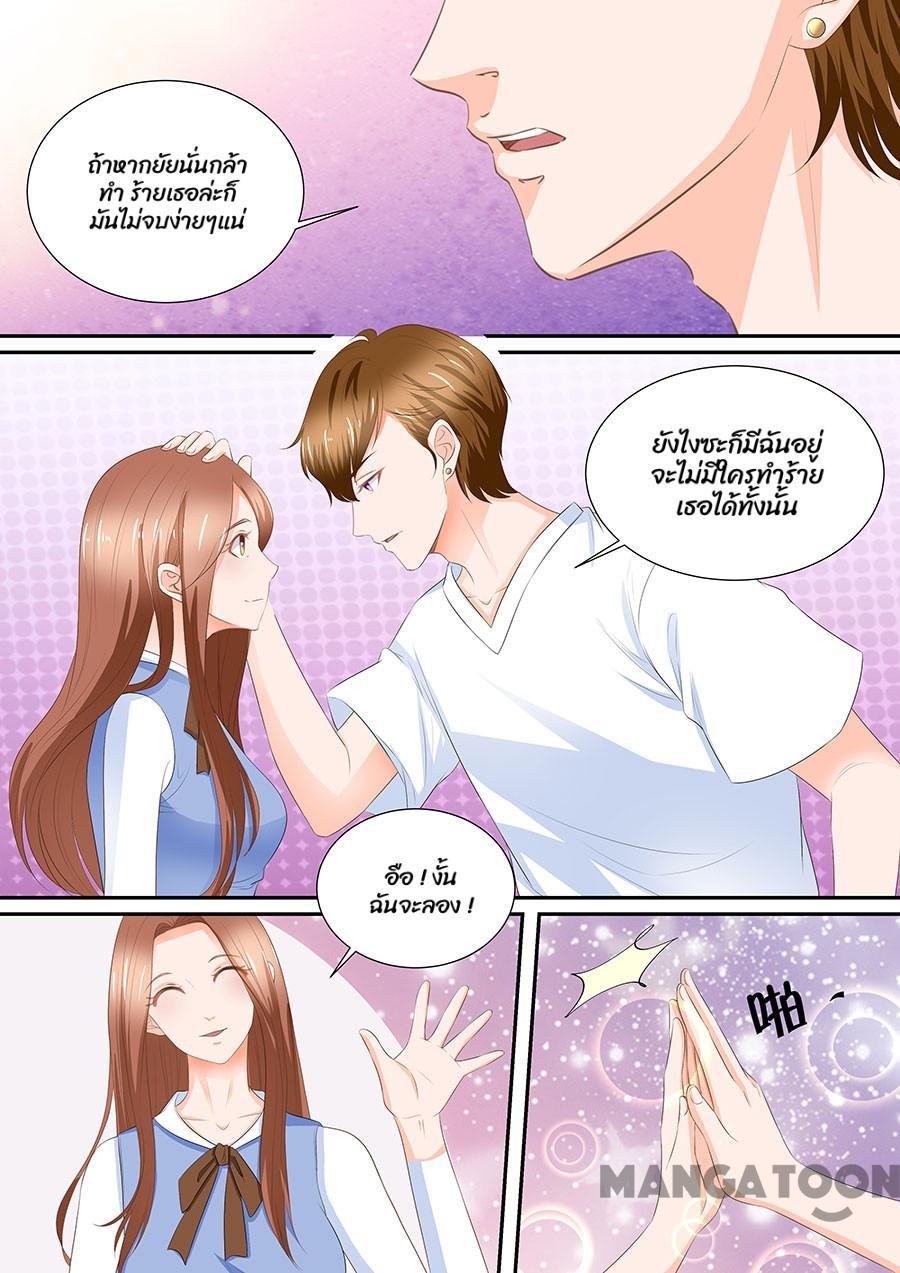 ถ้าหากยัยนั่นกล้า
ทำ ร้ายเธอล่ะก็
มันไม่จบง่ายๆแน่
ยังไงซะก็มีฉันอยู่
จะไม่มีใครทำร้าย
เธอได้ทั้งนั้น
อือ ! งั้น
ฉันจะลอง !
啪
MANGATOON